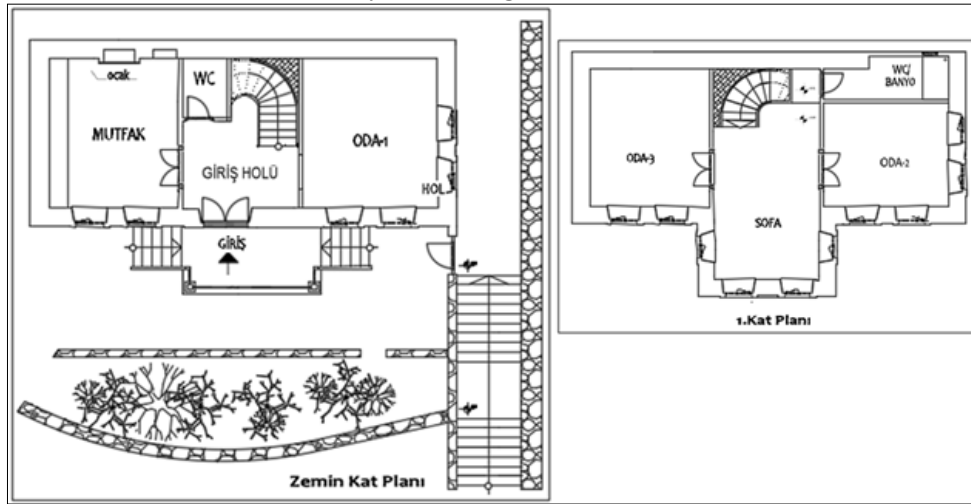 ocak
WC
MUTFAK
ODA-1
GİRİŞ HOLÜ
HOL
GİRİŞ
Zemin Kat Planı
WC/
BANYO
ODA-3
ODA-2
SOFA
1.Kat Planı